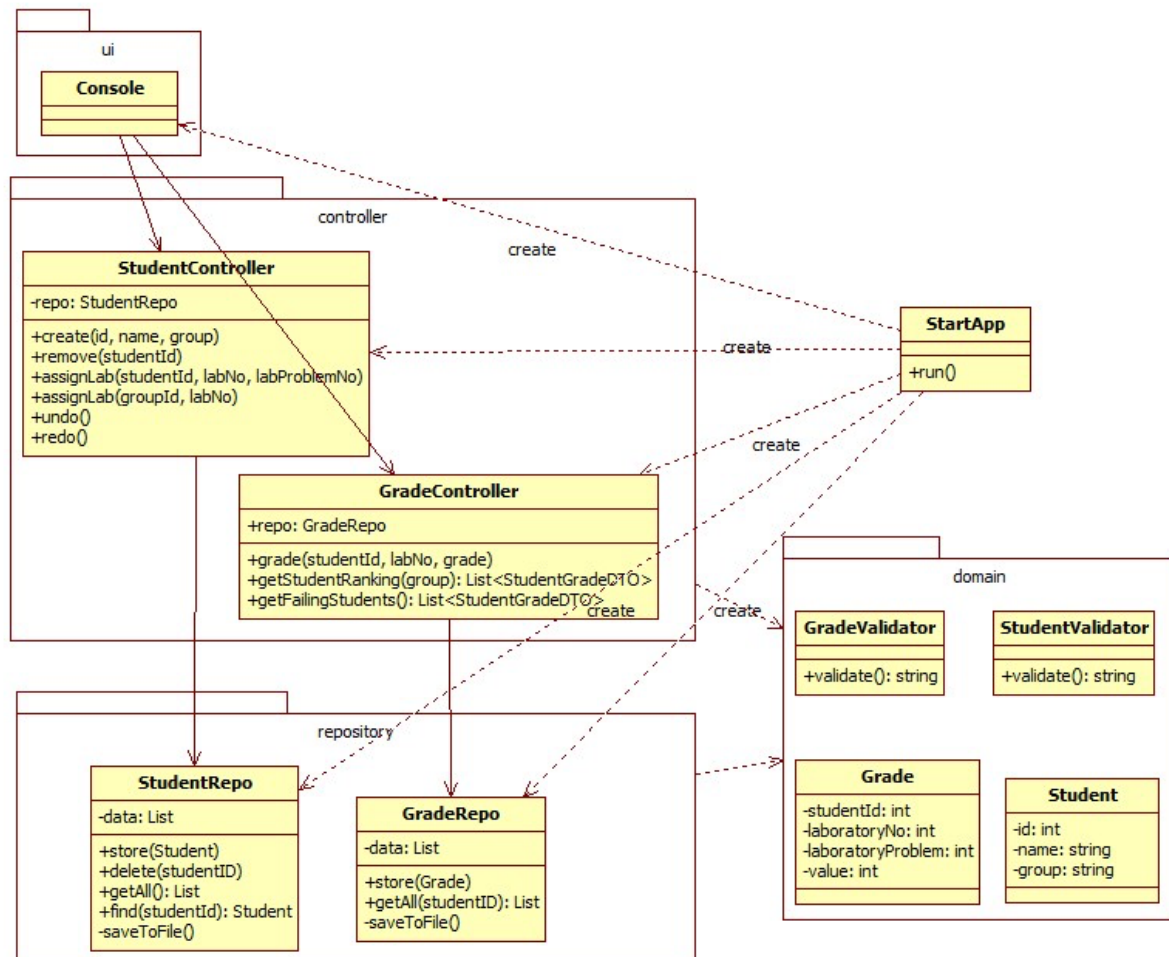 ui
Console
controller
StudentController
-repo: StudentRepo
+create(id, name, group)
+remove(studentId)
+assignLab(studentId, labNo, labProblemNo)
+assignLab(groupId, labNo)
+undo()
+redo()
create
create
StartApp
+run()
create
GradeController
+repo: GradeRepo
+grade(studentId, labNo, grade)
+getStudentRanking(group): List<StudentGradeDTO>
+getFailingStudents(): List<StudentGradeDTO>
create
create
domain
GradeValidator
+validate(): string
StudentValidator
+validate(): string
repository
StudentRepo
-data: List
+store(Student)
+delete(studentID)
+getAll(): List
+find(studentId): Student
-saveToFile()
GradeRepo
-data: List
+store(Grade)
+getAll(studentID): List
-saveToFile()
Grade
-studentId: int
-laboratoryNo: int
-laboratoryProblem: int
-value: int
Student
-id: int
-name: string
-group: string